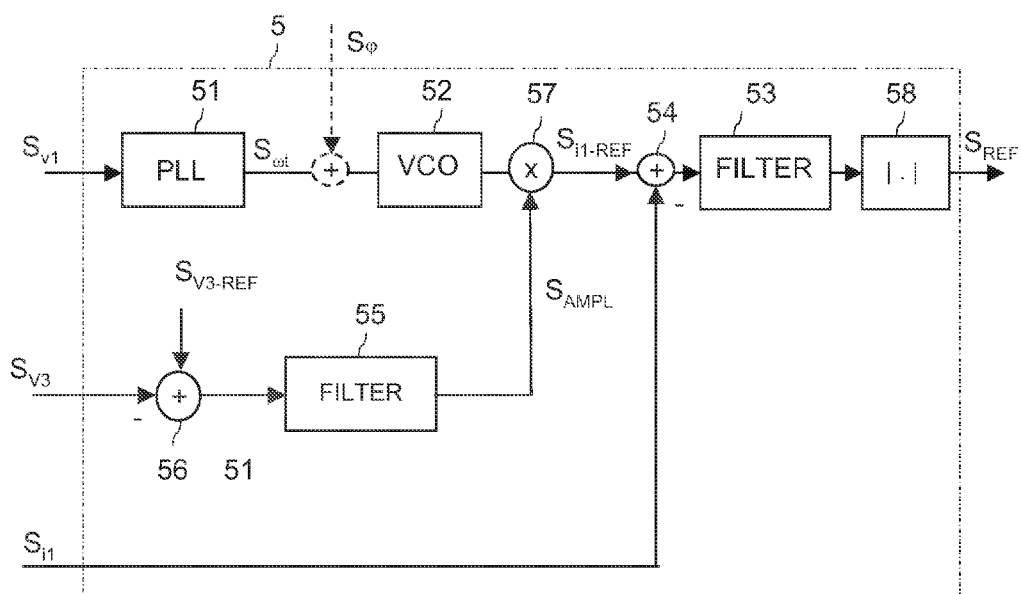 5
Sφ
51
52
57
54
53
58
Sv1
PLL
Sωt
+
VCO
x
Si1-REF
+
-
FILTER
|·|
SREF
SV3-REF
SAMPL
55
SV3
-
+
FILTER
56
51
Si1